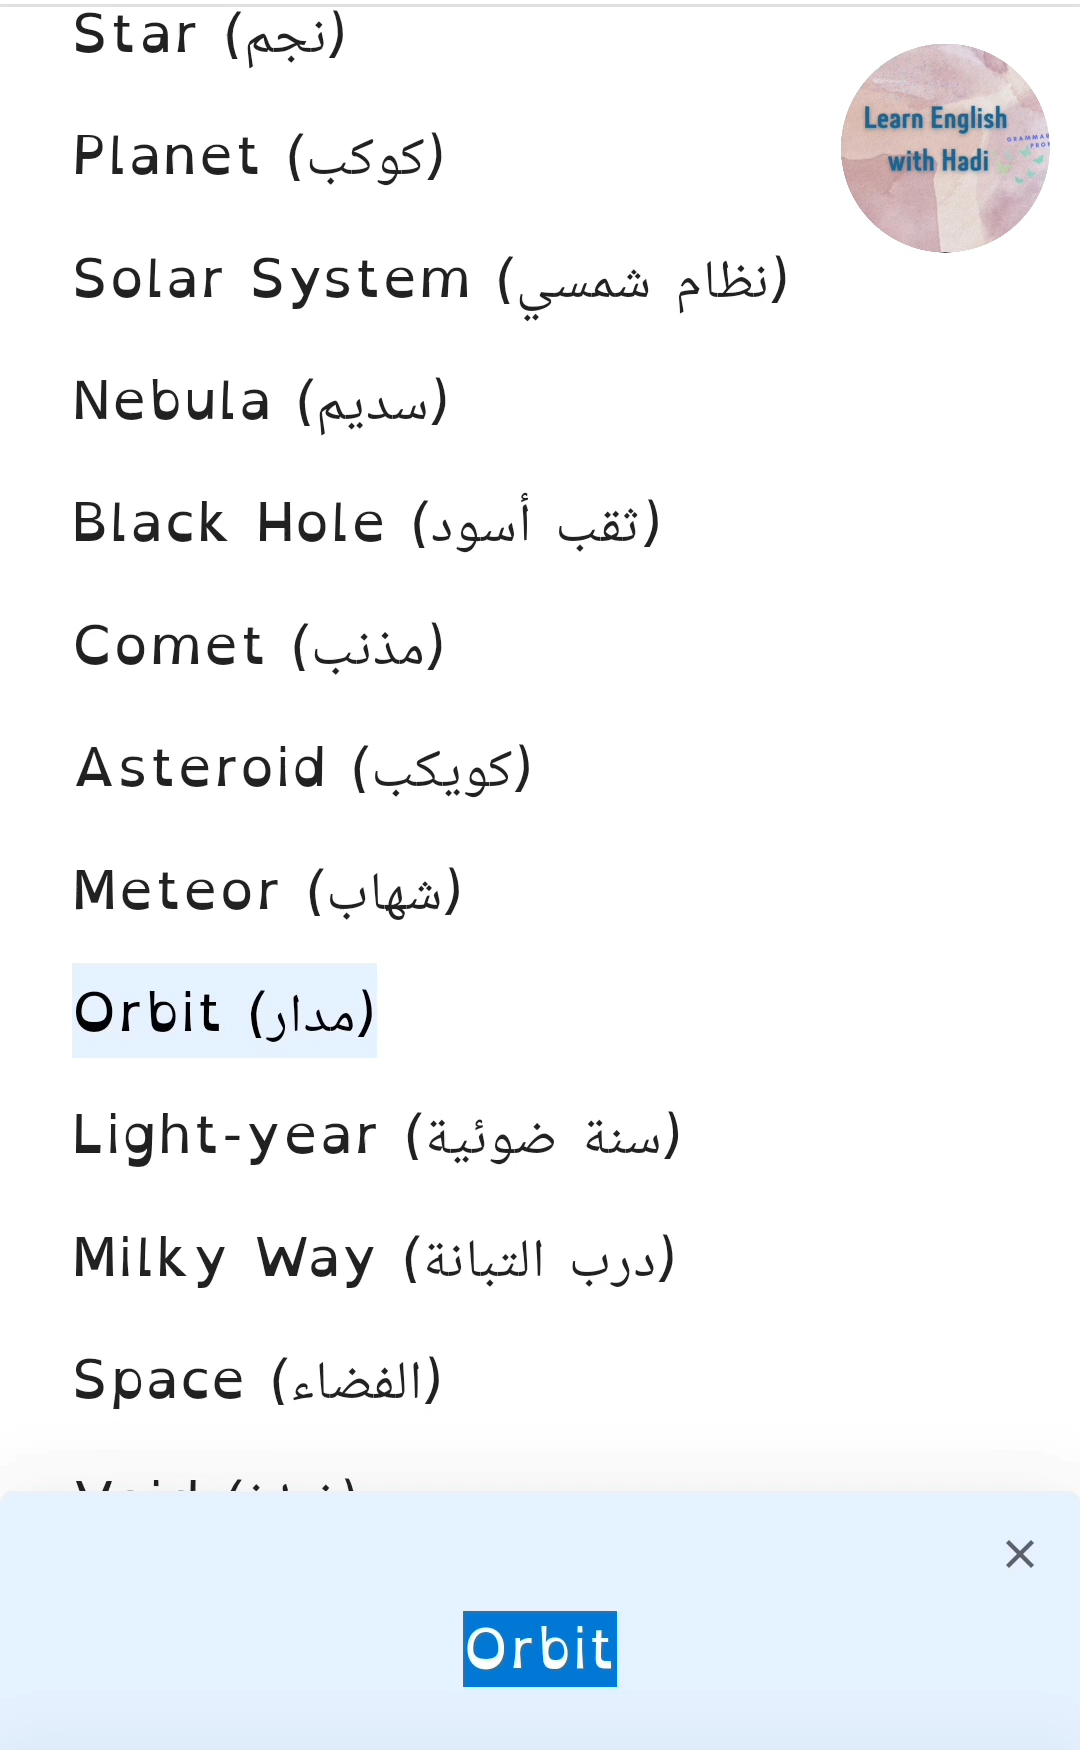 Star (نجم)
Learn English
with Hadi
Planet (كوكب)
Solar System (نظام شمسي)
Nebula (سديم)
Black Hole (ثقب أسود)
Comet (مذنب)
Asteroid (كويكب)
Meteor (شهاب)
Orbit (مدار)
Light-year (سنة ضوئية)
Milky Way (درب التبانة)
Space (الفضاء)
Orbit